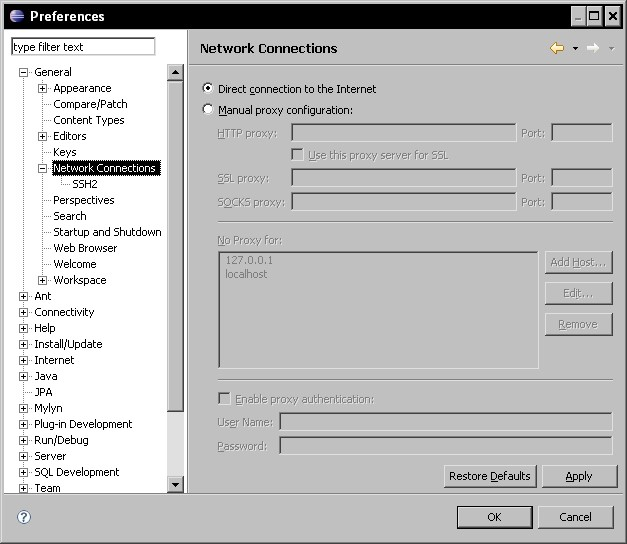 Preferences
type filter text
General
Appearance
Compare/Patch
Content Types
Editors
Keys
Network Connections
SSH2
Perspectives
Search
Startup and Shutdown
Web Browser
Welcome
Workspace
Ant
Connectivity
Help
Install/Update
Internet
Java
JPA
Mylyn
Plug-in Development
Run/Debug
Server
SQL Development
Team
Network Connections
Direct connection to the Internet
Manual proxy configuration:
HTTP proxy: Port:
Use this proxy server for SSL
SSL proxy: Port:
SOCKS proxy: Port:
No Proxy for:
127.0.0.1
localhost
Add Host...
Edit...
Remove
Enable proxy authentication:
User Name:
Password:
Restore Defaults Apply
? OK Cancel